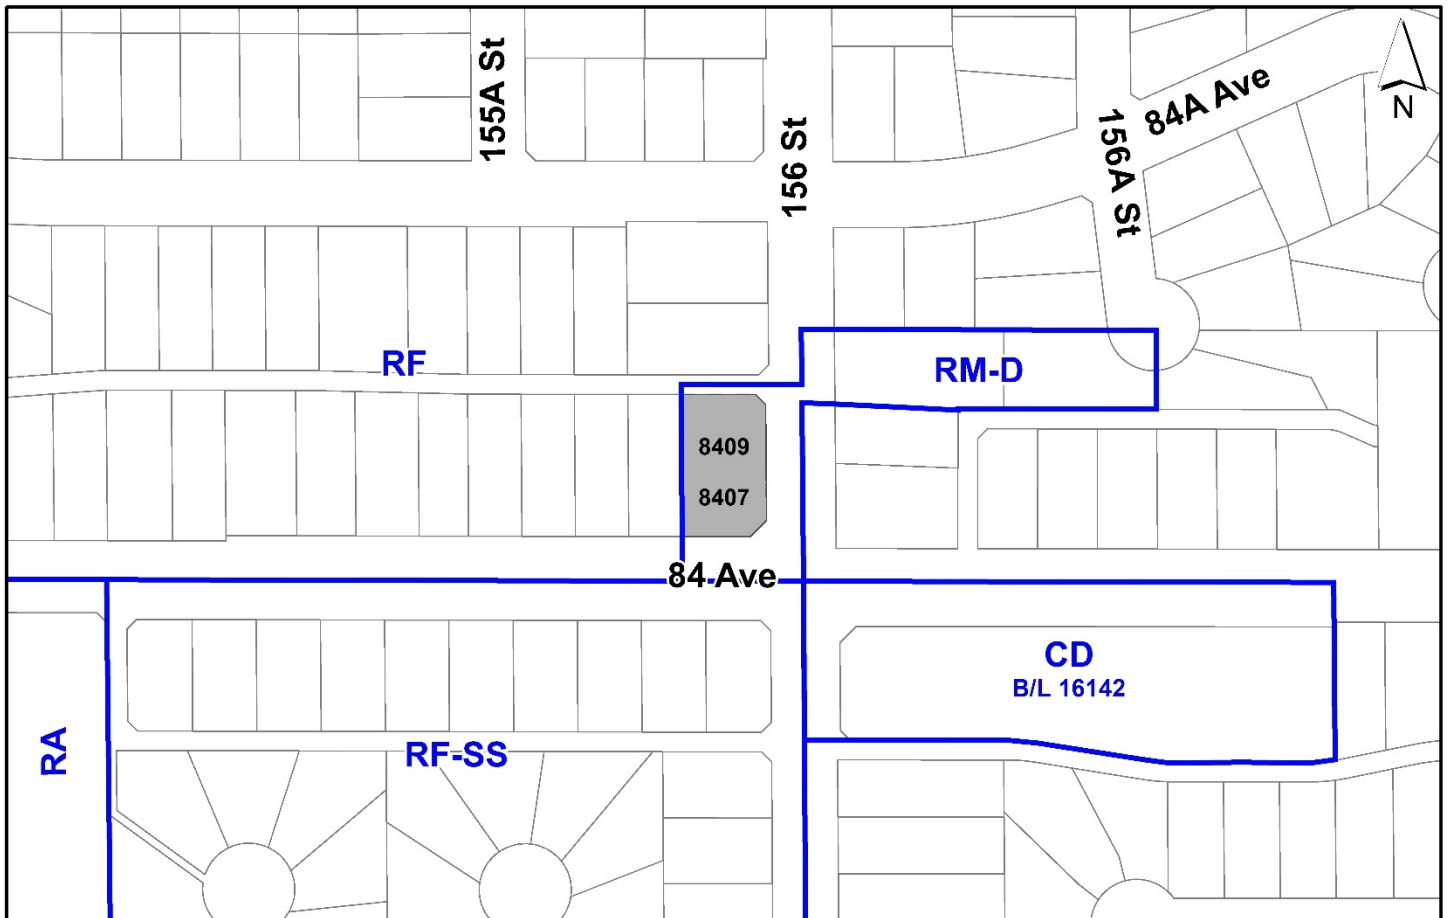 155A St
156 St
156A St
84A Ave
N
RF
RM-D
8409
8407
84 Ave
CD
B/L 16142
RA
RF-SS